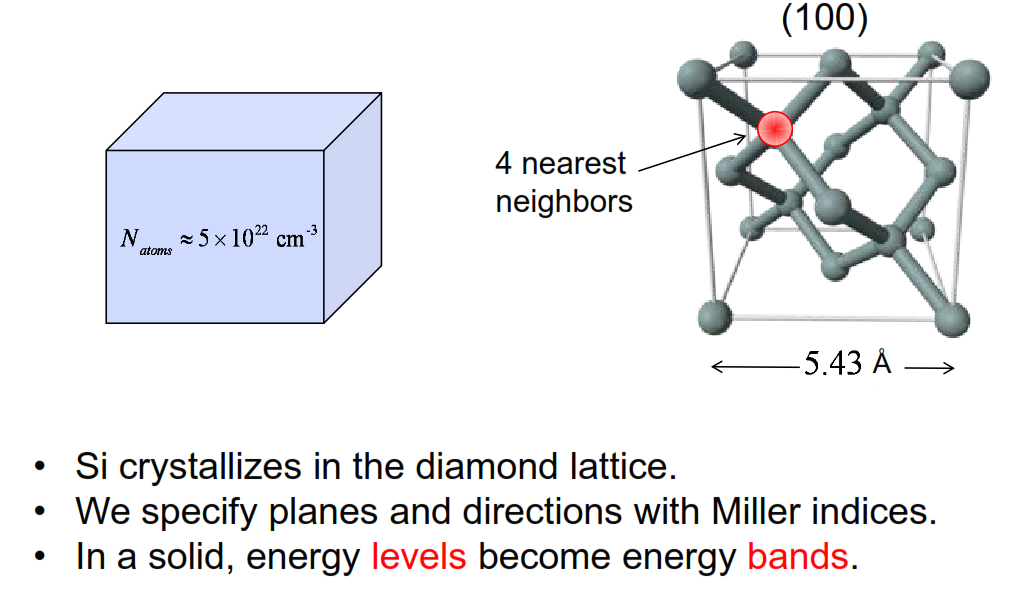 (100)
4 nearest
neighbors
N_atoms ≈ 5 × 10^22 cm^-3
5.43 Å
• Si crystallizes in the diamond lattice.
• We specify planes and directions with Miller indices.
• In a solid, energy levels become energy bands.